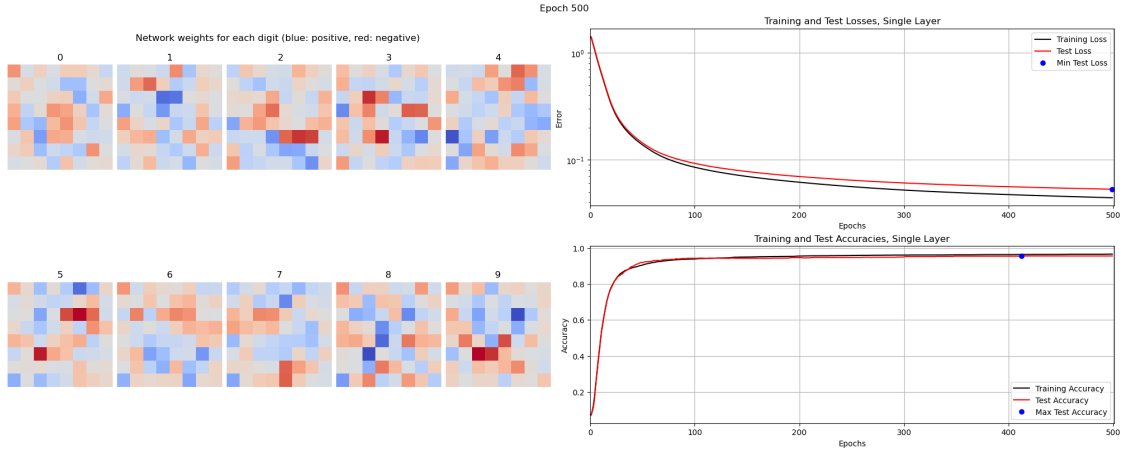 Epoch 500
Network weights for each digit (blue: positive, red: negative)
0 1 2 3 4
5 6 7 8 9
Training and Test Losses, Single Layer
Training Loss
Test Loss
Min Test Loss
Error
10⁰
10⁻¹
0 100 200 300 400 500
Epochs
Training and Test Accuracies, Single Layer
Accuracy
1.0
0.8
0.6
0.4
0.2
Training Accuracy
Test Accuracy
Max Test Accuracy
0 100 200 300 400 500
Epochs